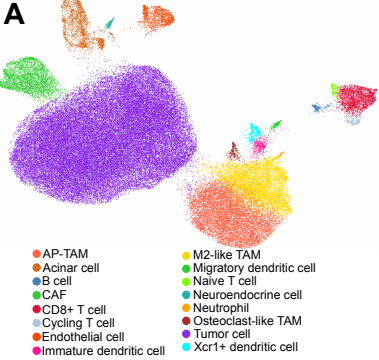 A
AP-TAM
Acinar cell
B cell
CAF
CD8+ T cell
Cycling T cell
Endothelial cell
Immature dendritic cell
M2-like TAM
Migratory dendritic cell
Naive T cell
Neuroendocrine cell
Neutrophil
Osteoclast-like TAM
Tumor cell
Xcr1+ dendritic cell